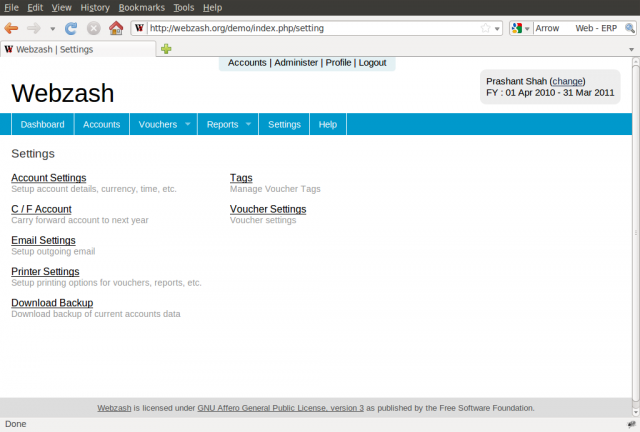 File Edit View History Bookmarks Tools Help
http://webzash.org/demo/index.php/setting
Arrow Web - ERP
Webzash | Settings
Accounts | Administer | Profile | Logout
Webzash
Prashant Shah (change)
FY : 01 Apr 2010 - 31 Mar 2011
Dashboard Accounts Vouchers Reports Settings Help
Settings
Account Settings
Setup account details, currency, time, etc.
Tags
Manage Voucher Tags
C / F Account
Carry forward account to next year
Voucher Settings
Voucher settings
Email Settings
Setup outgoing email
Printer Settings
Setup printing options for vouchers, reports, etc.
Download Backup
Download backup of current accounts data
Webzash is licensed under GNU Affero General Public License, version 3 as published by the Free Software Foundation.
Done